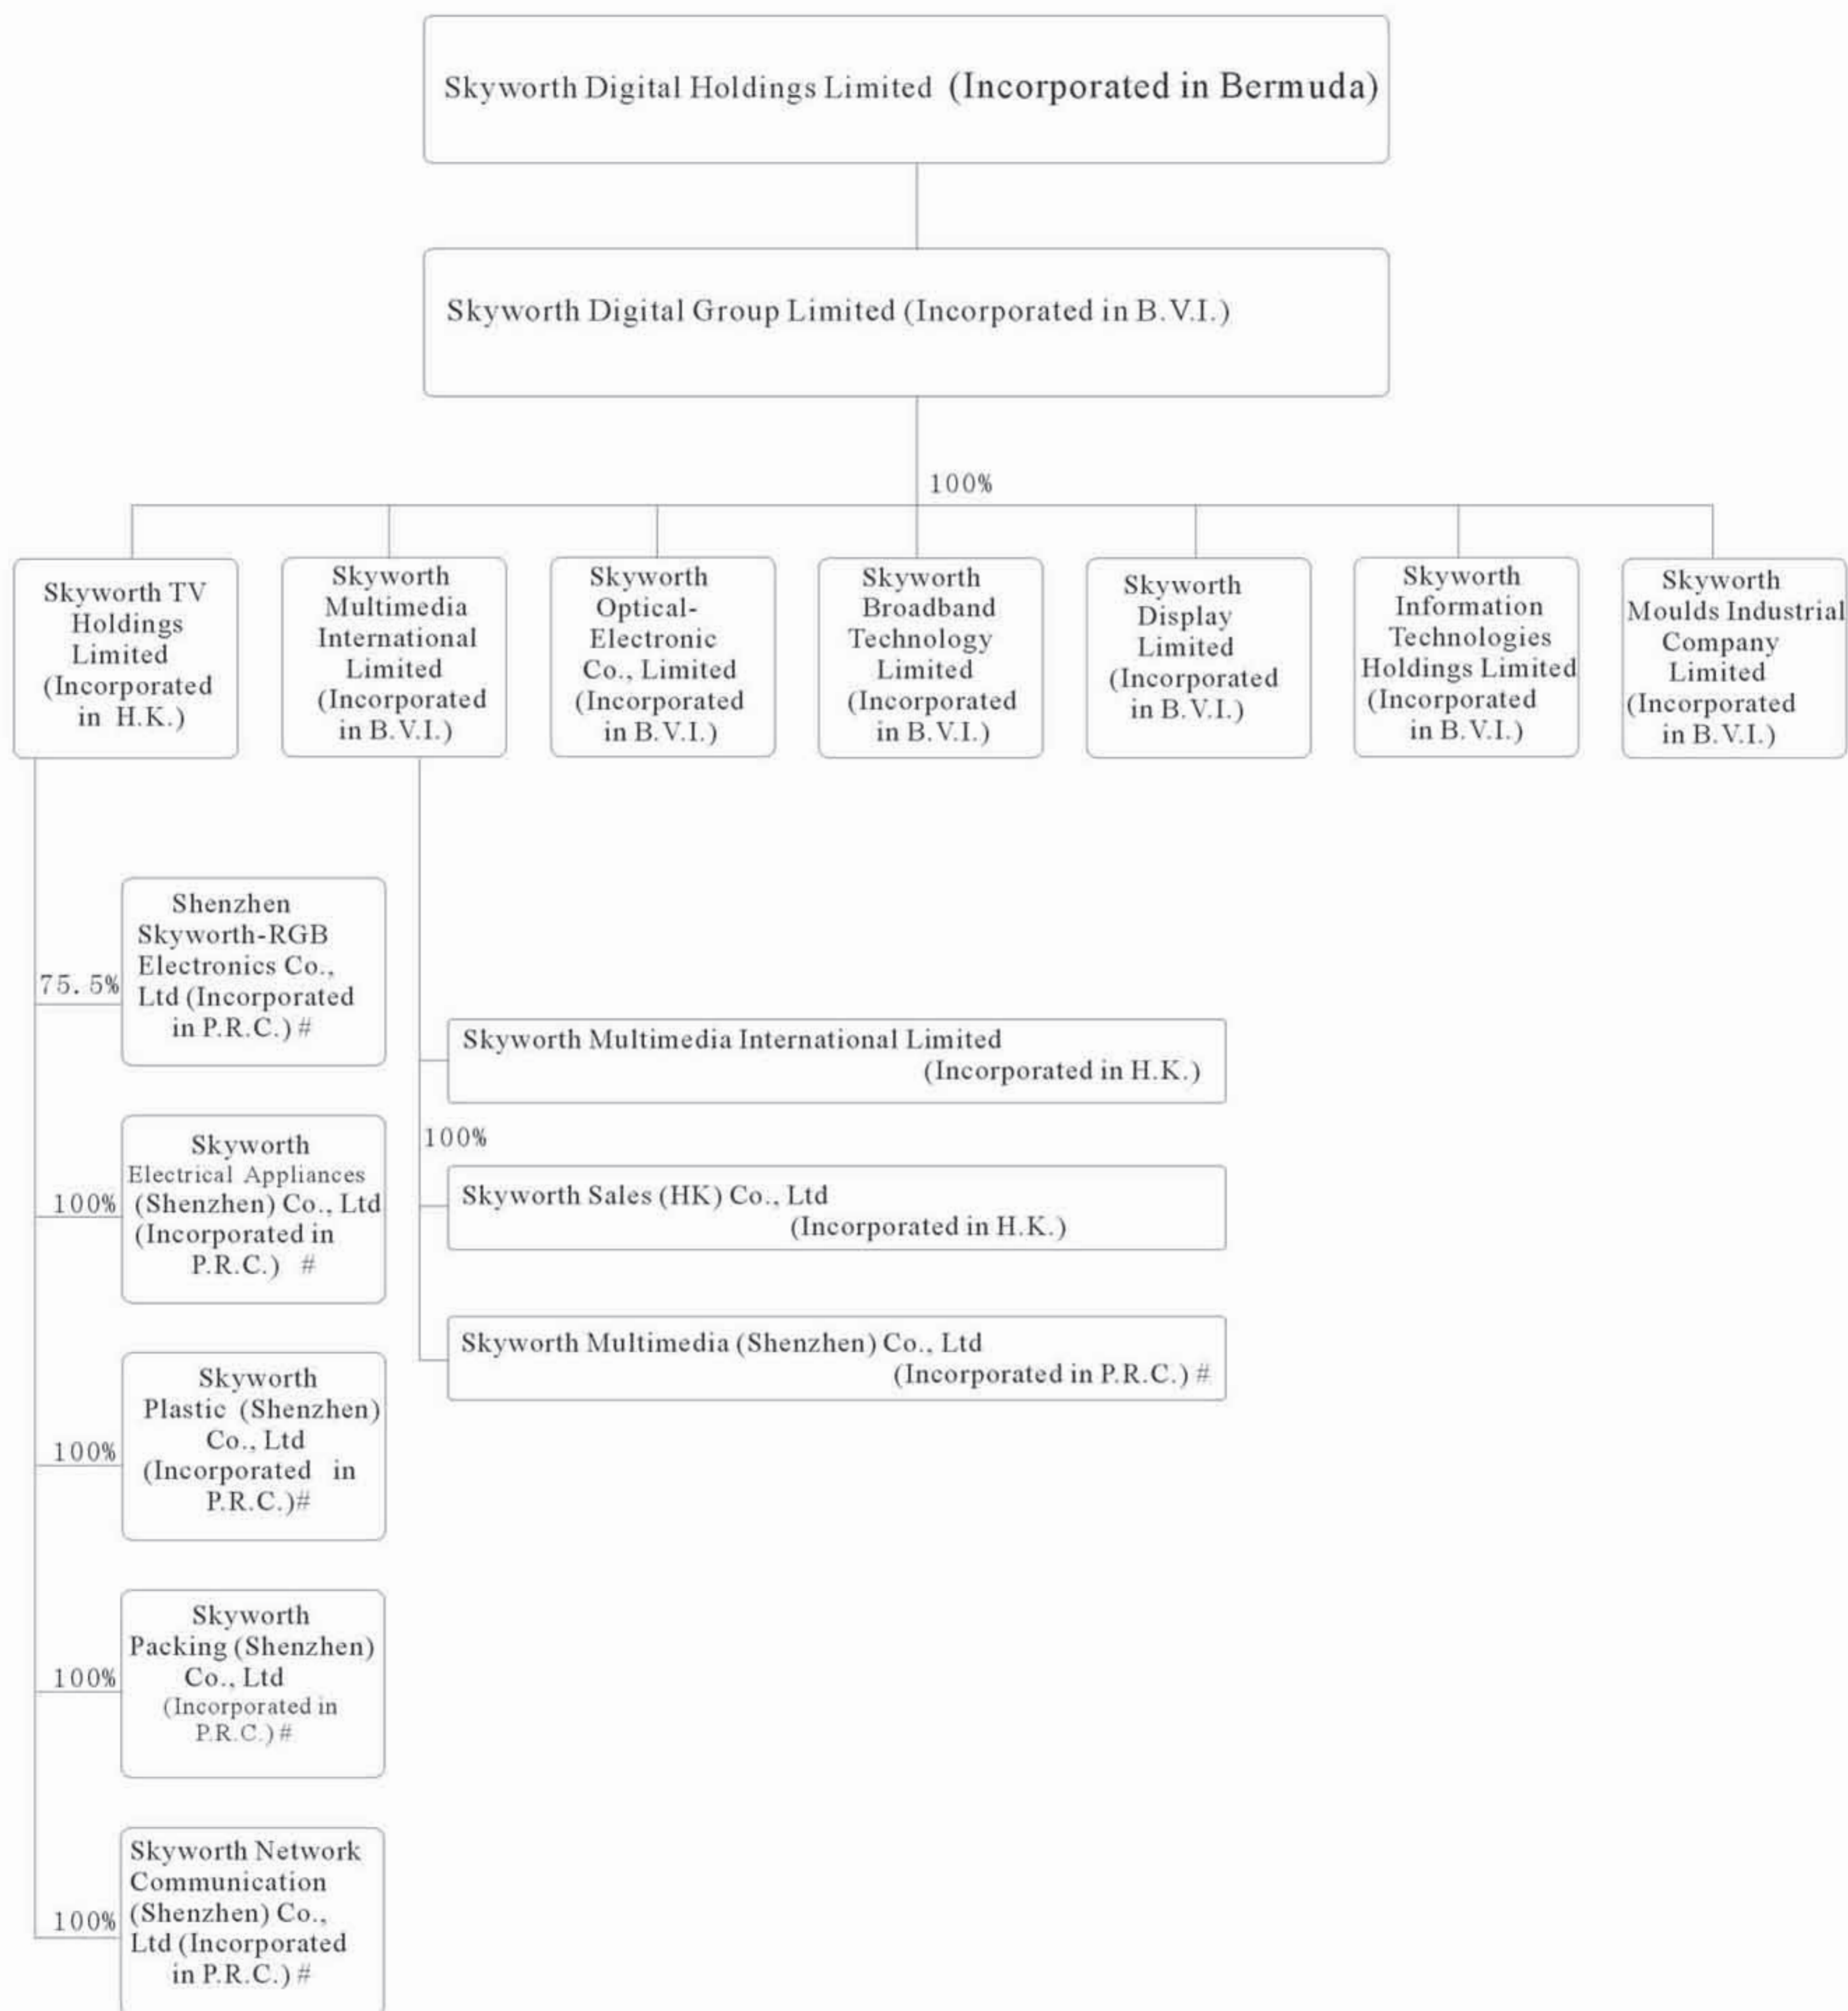 Skyworth Digital Holdings Limited (Incorporated in Bermuda)
Skyworth Digital Group Limited (Incorporated in B.V.I.)
100%
Skyworth TV
Holdings
Limited
(Incorporated
in H.K.)
Skyworth
Multimedia
International
Limited
(Incorporated
in B.V.I.)
Skyworth
Optical-
Electronic
Co., Limited
(Incorporated
in B.V.I.)
Skyworth
Broadband
Technology
Limited
(Incorporated
in B.V.I.)
Skyworth
Display
Limited
(Incorporated
in B.V.I.)
Skyworth
Information
Technologies
Holdings Limited
(Incorporated
in B.V.I.)
Skyworth
Moulds Industrial
Company
Limited
(Incorporated
in B.V.I.)
75.5%
Shenzhen
Skyworth-RGB
Electronics Co.,
Ltd (Incorporated
in P.R.C.) #
100%
Skyworth
Electrical Appliances
(Shenzhen) Co., Ltd
(Incorporated in
P.R.C.) #
100%
Skyworth
Plastic (Shenzhen)
Co., Ltd
(Incorporated in
P.R.C.)#
100%
Skyworth
Packing (Shenzhen)
Co., Ltd
(Incorporated in
P.R.C.) #
100%
Skyworth Network
Communication
(Shenzhen) Co.,
Ltd (Incorporated
in P.R.C.) #
Skyworth Multimedia International Limited
(Incorporated in H.K.)
100%
Skyworth Sales (HK) Co., Ltd
(Incorporated in H.K.)
Skyworth Multimedia (Shenzhen) Co., Ltd
(Incorporated in P.R.C.) #